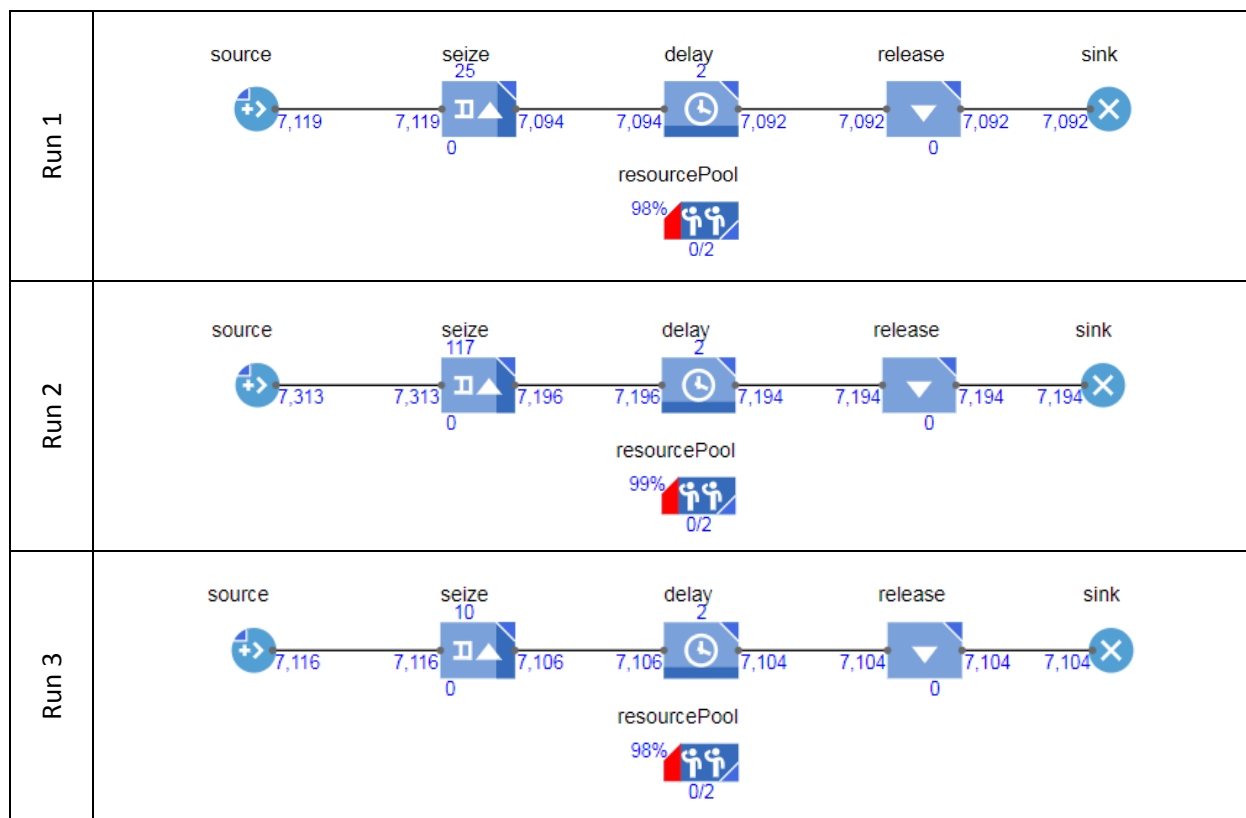 Run 1
source seize delay release sink
25 2
7,119 7,119 7,094 7,094 7,092 7,092 7,092 7,092
0 0
resourcePool
98%
0/2
Run 2
source seize delay release sink
117 2
7,313 7,313 7,196 7,196 7,194 7,194 7,194 7,194
0 0
resourcePool
99%
0/2
Run 3
source seize delay release sink
10 2
7,116 7,116 7,106 7,106 7,104 7,104 7,104 7,104
0 0
resourcePool
98%
0/2